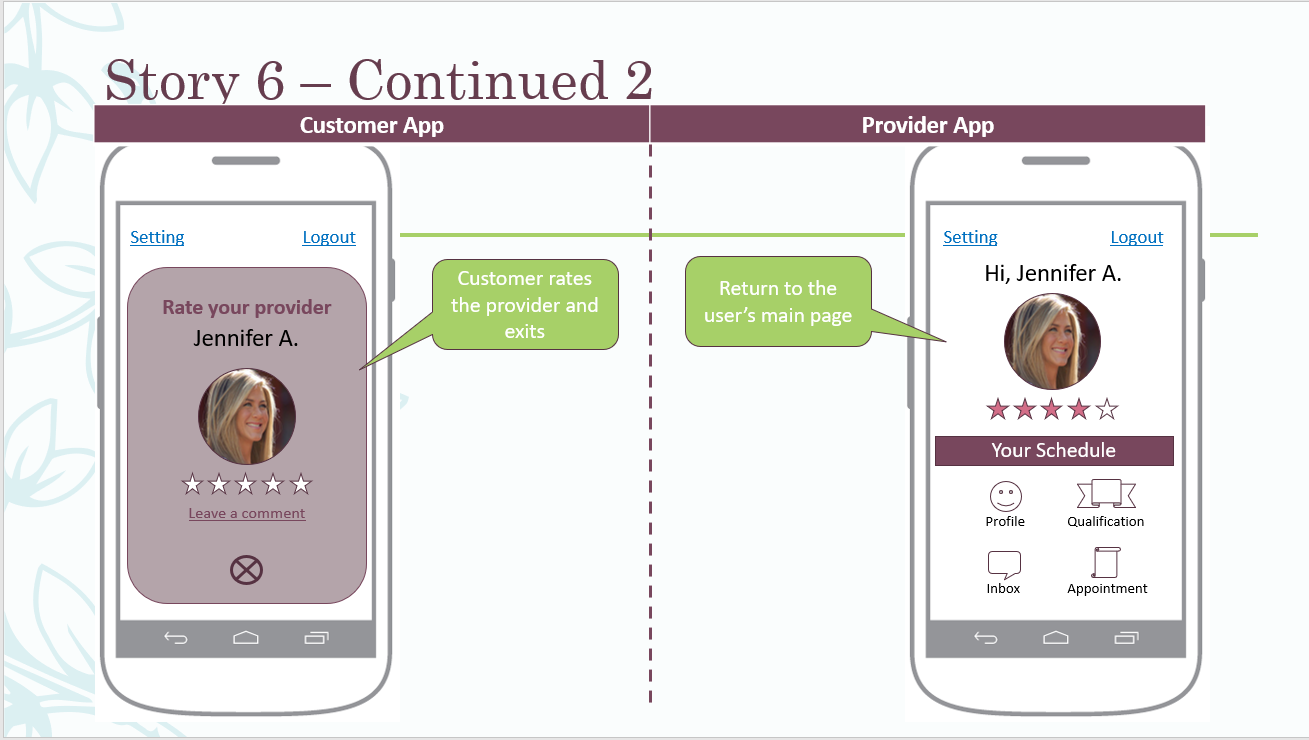 Story 6 – Continued 2
Customer App
Provider App
Setting
Logout
Rate your provider
Jennifer A.
Leave a comment
Customer rates
the provider and
exits
Return to the
user's main page
Setting
Logout
Hi, Jennifer A.
Your Schedule
Profile
Qualification
Inbox
Appointment